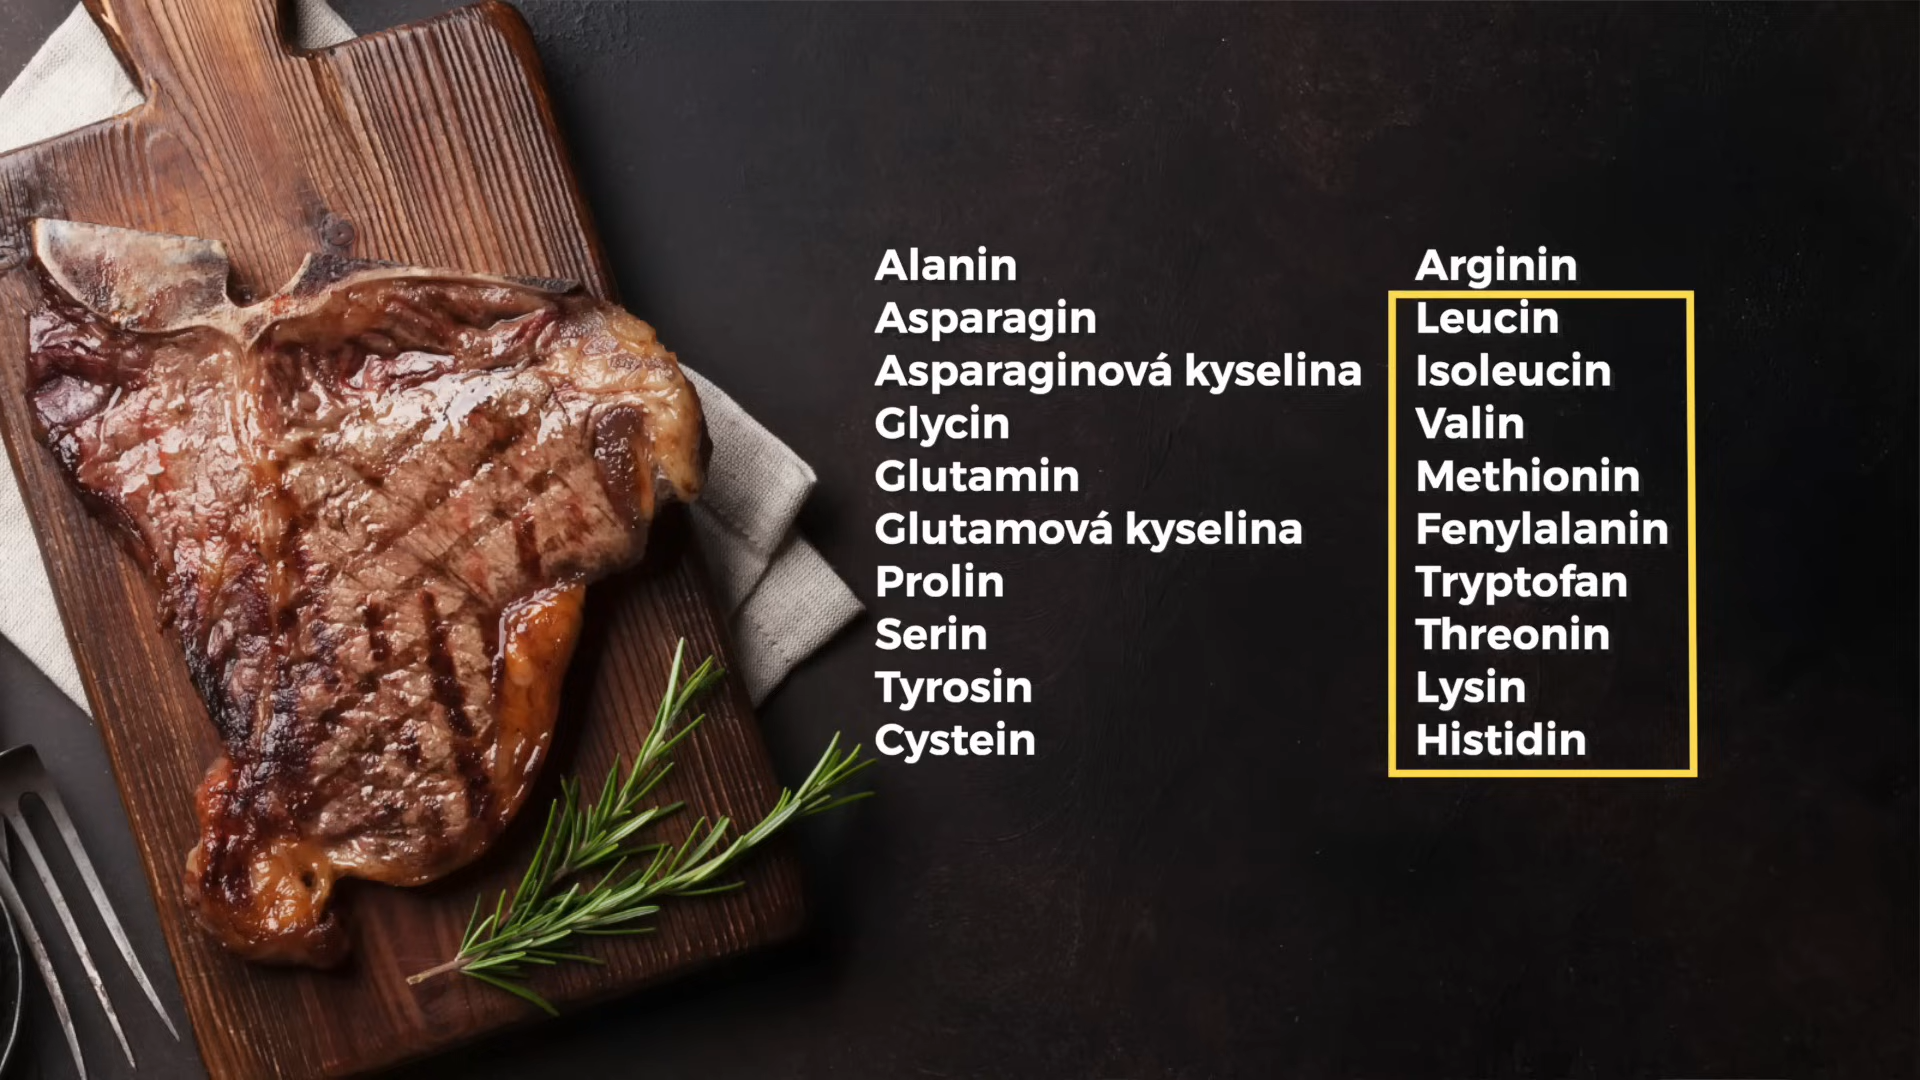 Alanin
Asparagin
Asparaginová kyselina
Glycin
Glutamin
Glutamová kyselina
Prolin
Serin
Tyrosin
Cystein
Arginin
Leucin
Isoleucin
Valin
Methionin
Fenylalanin
Tryptofan
Threonin
Lysin
Histidin